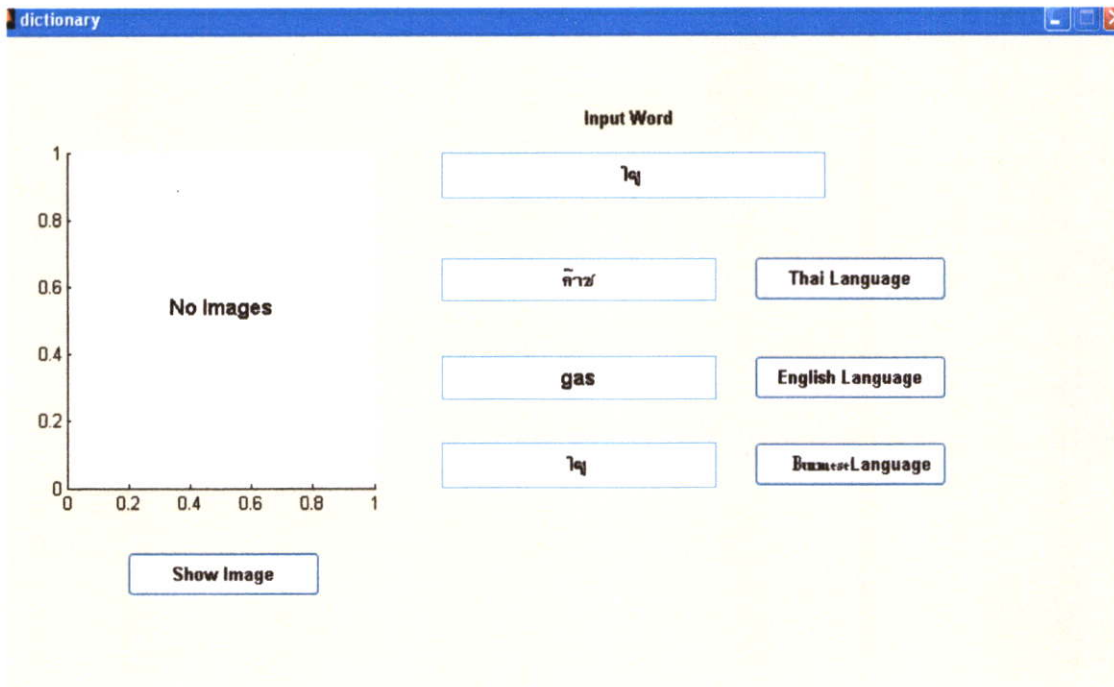 dictionary
Input Word
1
0.8
0.6
0.4
0.2
0
No Images
0 0.2 0.4 0.6 0.8 1
Show Image
ก๊าซ
Thai Language
gas
English Language
BurmeseLanguage